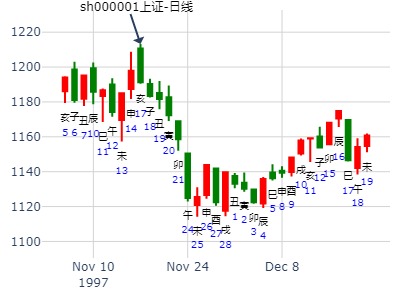 sh000001上证-日线
1220
1200
1180
1160
1140
1120
1100
亥
5
子
6
丑
7
辰
10
巳
11
午
12
未
13
申
14
亥
17
子
18
丑
19
寅
20
卯
21
午
24
未
25
申
26
酉
27
戌
28
丑
1
寅
2
卯
3
辰
4
巳
5
申
8
酉
9
戌
10
亥
11
子
12
卯
15
辰
16
巳
17
午
18
未
19
Nov 10
1997
Nov 24
Dec 8